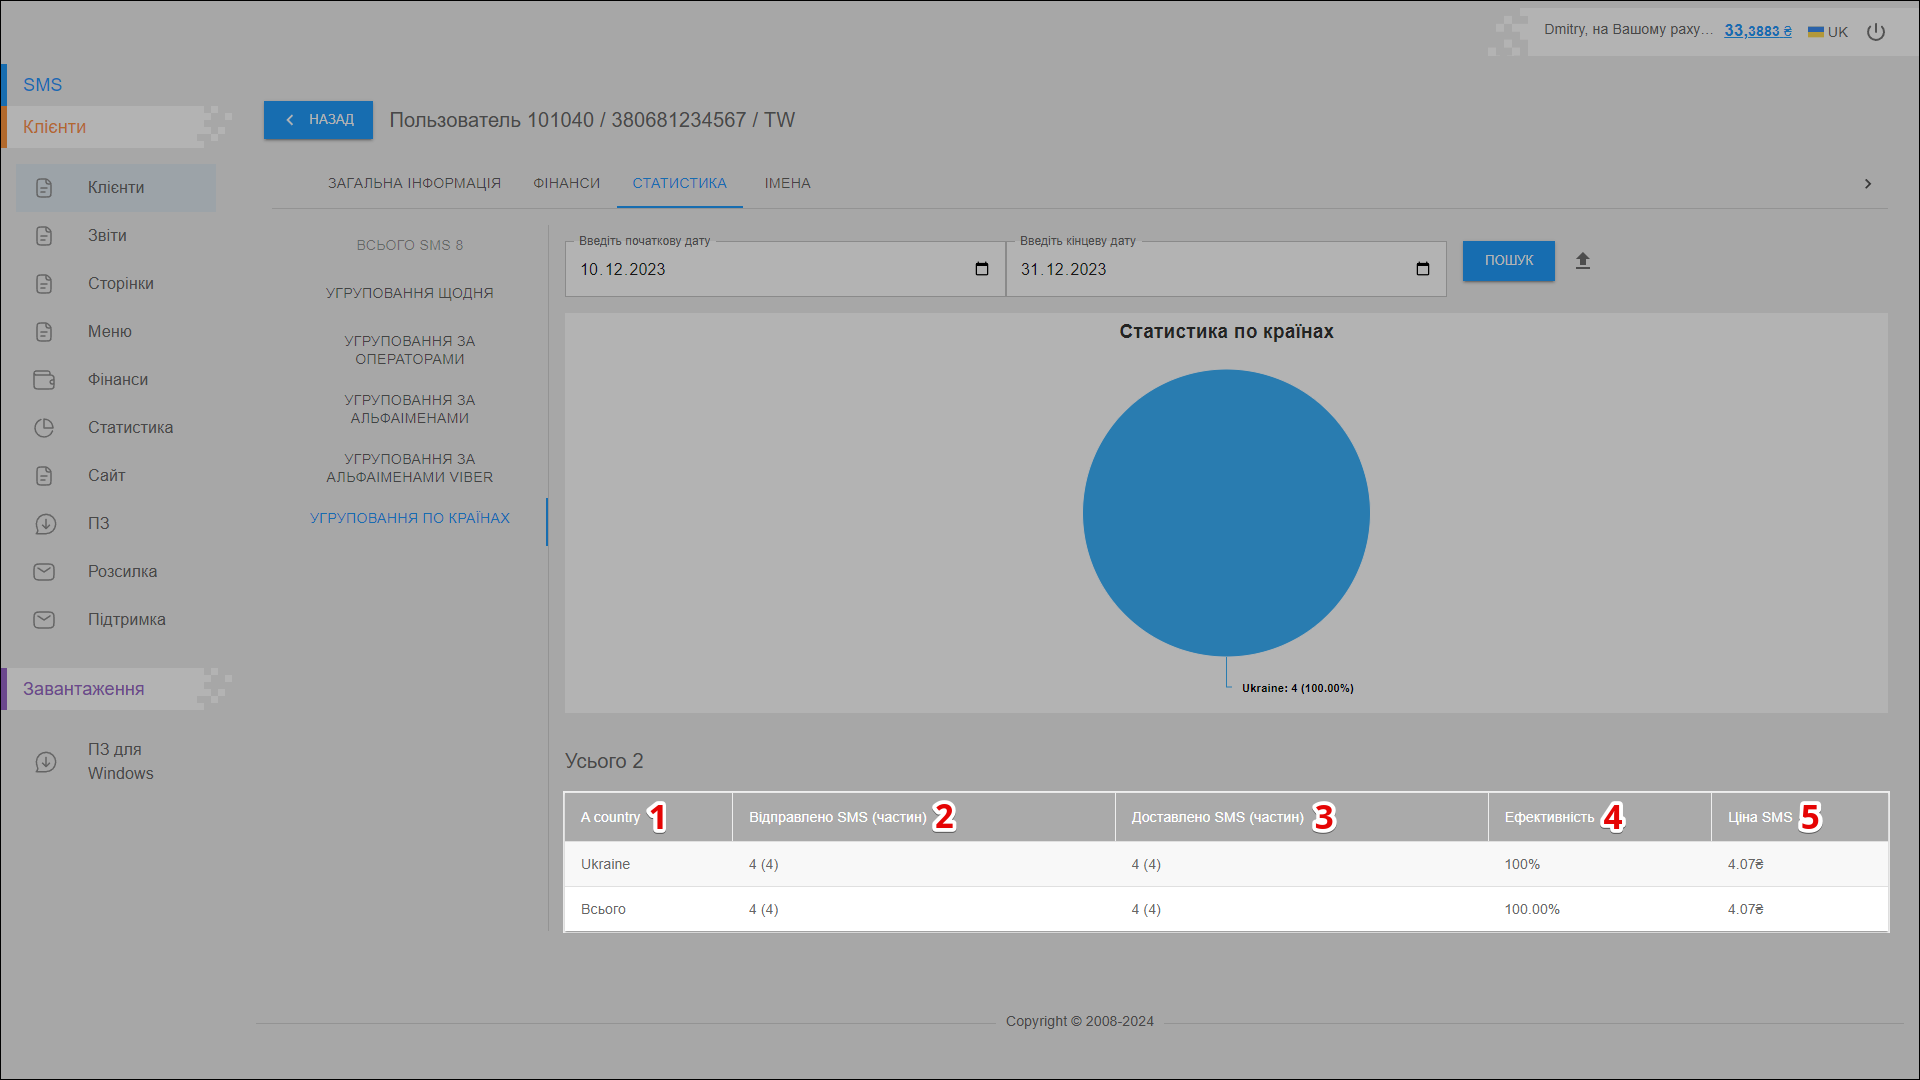 Dmitry, на Вашому раху... 33,3883 ₴ UK
SMS
Клієнти
Клієнти
Звіти
Сторінки
Меню
Фінанси
Статистика
Сайт
ПЗ
Розсилка
Підтримка
Завантаження
ПЗ для
Windows
НАЗАД
Пользователь 101040 / 380681234567 / TW
ЗАГАЛЬНА ІНФОРМАЦІЯ ФІНАНСИ СТАТИСТИКА ІМЕНА
ВСЬОГО SMS 8
УГРУПОВАННЯ ЩОДНЯ
УГРУПОВАННЯ ЗА
ОПЕРАТОРАМИ
УГРУПОВАННЯ ЗА
АЛЬФАІМЕНАМИ
УГРУПОВАННЯ ЗА
АЛЬФАІМЕНАМИ VIBER
УГРУПОВАННЯ ПО КРАЇНАХ
Введіть початкову дату
10.12.2023
Введіть кінцеву дату
31.12.2023
ПОШУК
Статистика по країнах
Ukraine: 4 (100.00%)
Усього 2
A country 1 Відправлено SMS (частин) 2 Доставлено SMS (частин) 3 Ефективність 4 Ціна SMS 5
Ukraine 4 (4) 4 (4) 100% 4.07₴
Всього 4 (4) 4 (4) 100.00% 4.07₴
Copyright © 2008-2024